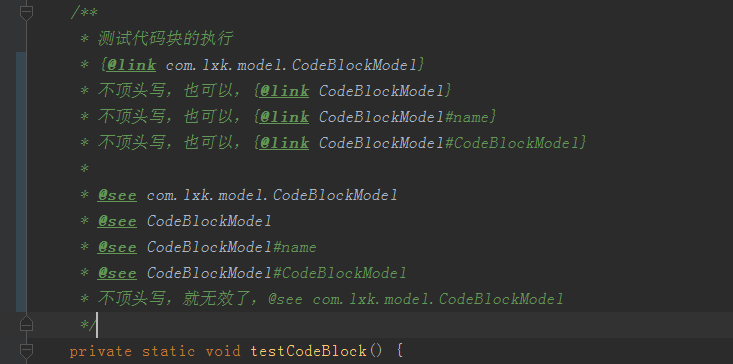 /**
* 测试代码块的执行
* {@link com.lxk.model.CodeBlockModel}
* 不顶头写，也可以，{@link CodeBlockModel}
* 不顶头写，也可以，{@link CodeBlockModel#name}
* 不顶头写，也可以，{@link CodeBlockModel#CodeBlockModel}
*
* @see com.lxk.model.CodeBlockModel
* @see CodeBlockModel
* @see CodeBlockModel#name
* @see CodeBlockModel#CodeBlockModel
* 不顶头写，就无效了，@see com.lxk.model.CodeBlockModel
*/
private static void testCodeBlock() {